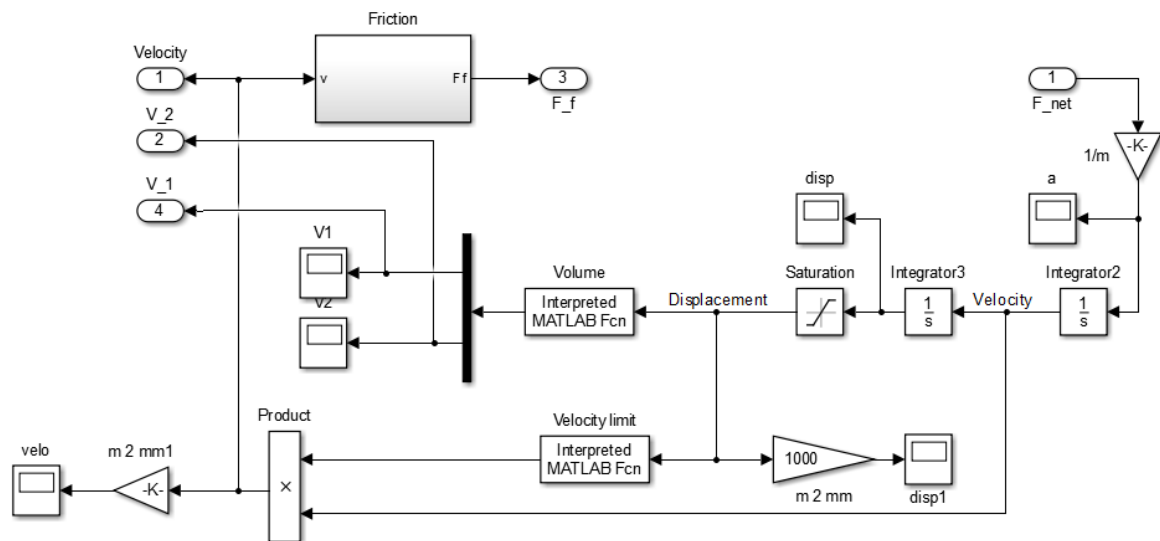 Friction
Velocity
1
v
Ff
3
F_f
1
F_net
V_2
2
-K-
1/m
V_1
4
disp
a
V1
Volume
Saturation
Integrator3
Integrator2
V2
Interpreted
MATLAB Fcn
Displacement
1
s
Velocity
1
s
Product
Velocity limit
velo
m 2 mm1
Interpreted
MATLAB Fcn
1000
-K-
×
m 2 mm
disp1